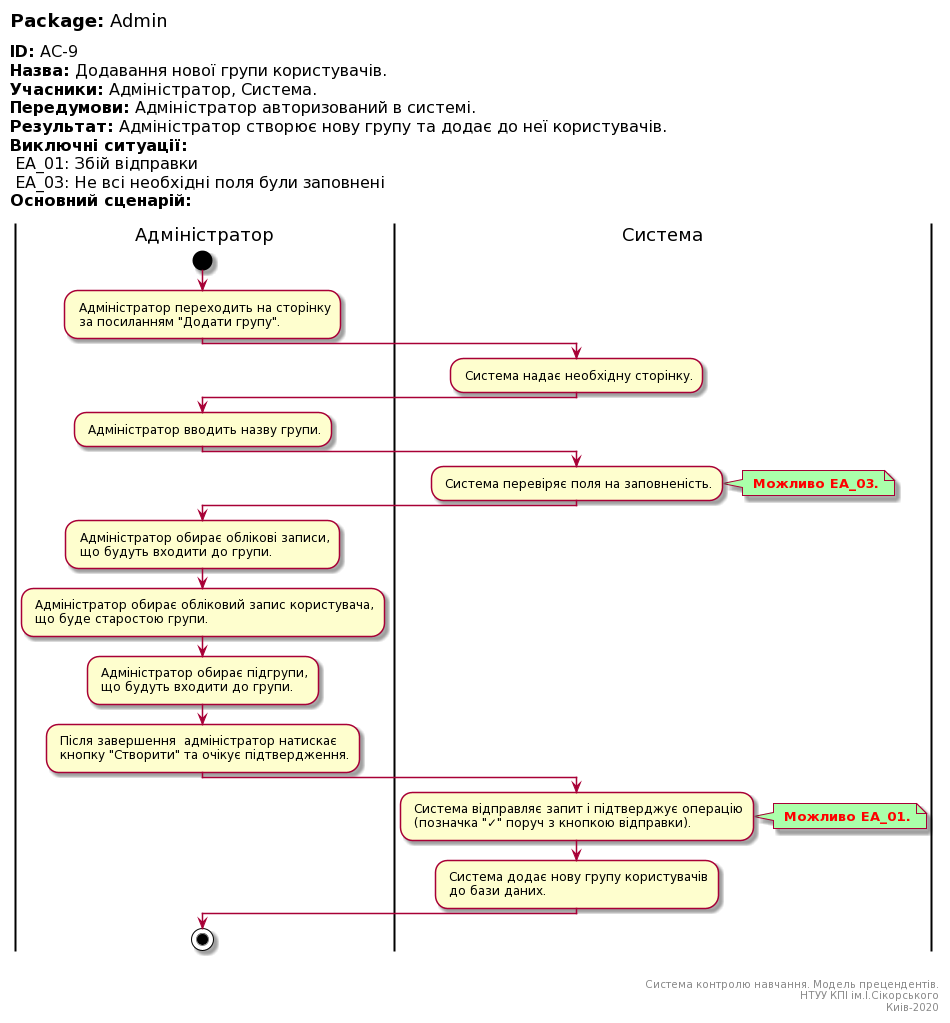 Package: Admin
ID: AC-9
Назва: Додавання нової групи користувачів.
Учасники: Адміністратор, Система.
Передумови: Адміністратор авторизований в системі.
Результат: Адміністратор створює нову групу та додає до неї користувачів.
Виключні ситуації:
EA_01: Збій відправки
EA_03: Не всі необхідні поля були заповнені
Основний сценарій:
Адміністратор
Система
Адміністратор переходить на сторінку
за посиланням "Додати групу".
Система надає необхідну сторінку.
Адміністратор вводить назву групи.
Система перевіряє поля на заповненість.
Можливо EA_03.
Адміністратор обирає облікові записи,
що будуть входити до групи.
Адміністратор обирає обліковий запис користувача,
що буде старостою групи.
Адміністратор обирає підгрупи,
що будуть входити до групи.
Після завершення  адміністратор натискає
кнопку "Створити" та очікує підтвердження.
Система відправляє запит і підтверджує операцію
(позначка "✓" поруч з кнопкою відправки).
Можливо EA_01.
Система додає нову групу користувачів
до бази даних.
Система контролю навчання. Модель прецендентів.
НТУУ КПІ ім.І.Сікорського
Киів-2020